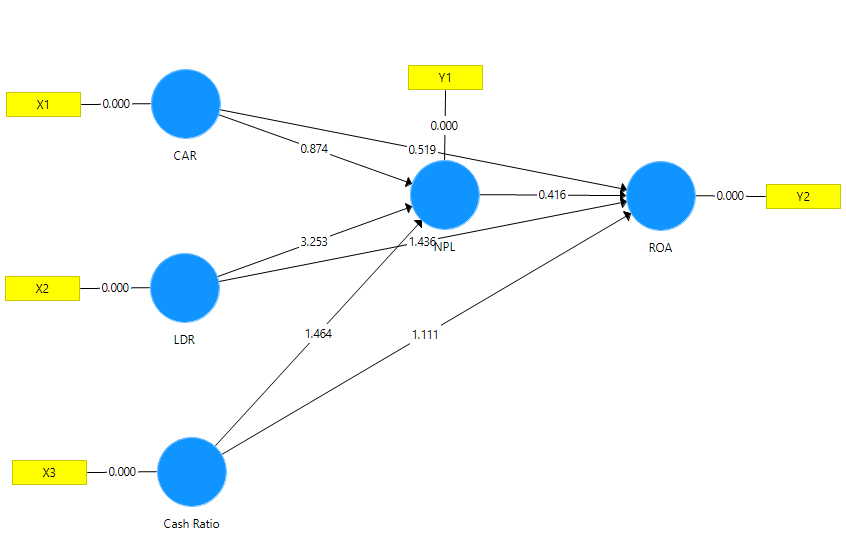 Y1
X1
0.000
0.000
0.519
0.874
CAR
0.416
0.000
Y2
3.253
1.436
NPL
ROA
X2
0.000
LDR
1.464
1.111
X3
0.000
Cash Ratio